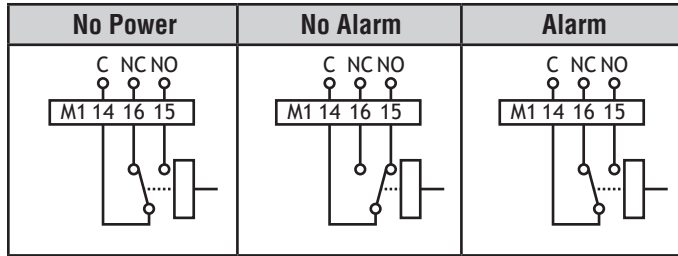 No Power No Alarm Alarm
C NC NO C NC NO C NC NO
M1 14 16 15 M1 14 16 15 M1 14 16 15